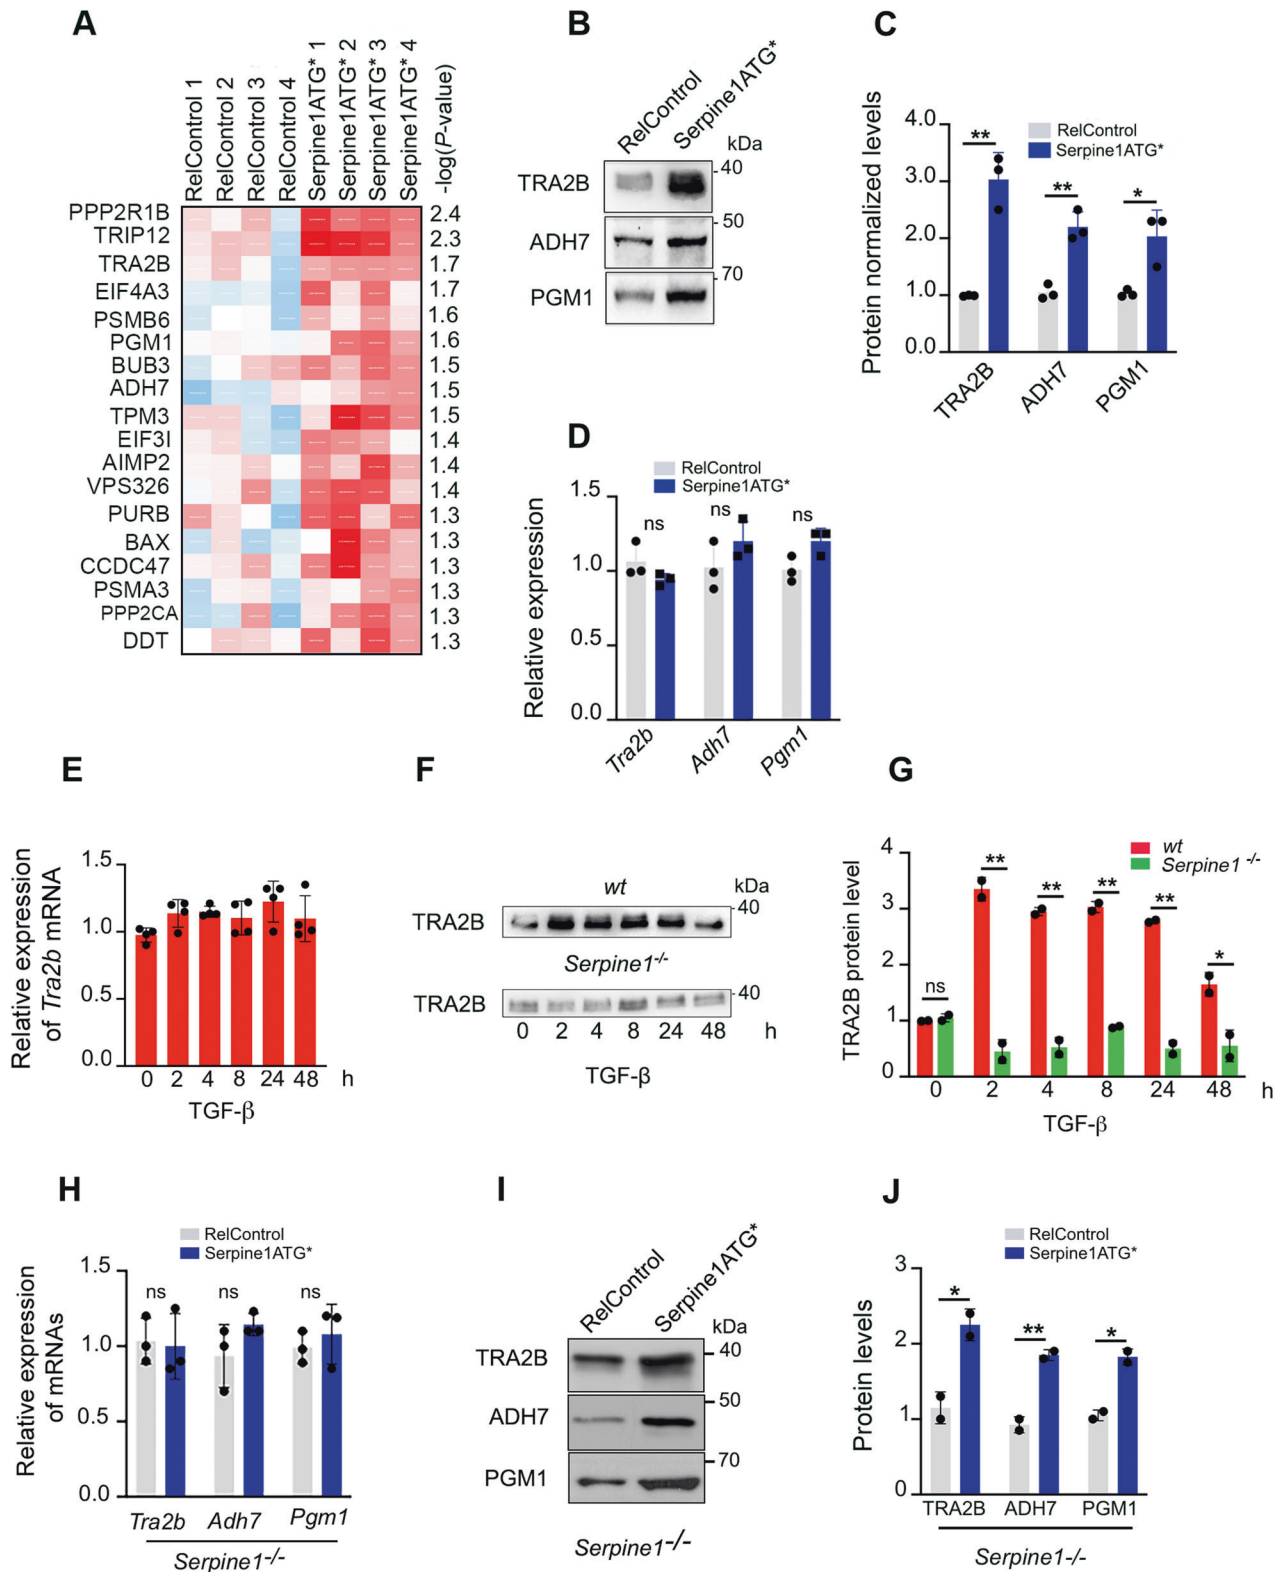 A
RelControl 1
RelControl 2
RelControl 3
RelControl 4
Serpine1ATG* 1
Serpine1ATG* 2
Serpine1ATG* 3
Serpine1ATG* 4
-log(P-value)
PPP2R1B 2.4
TRIP12 2.3
TRA2B 1.7
EIF4A3 1.7
PSMB6 1.6
PGM1 1.6
BUB3 1.5
ADH7 1.5
TPM3 1.5
EIF3I 1.4
AIMP2 1.4
VPS326 1.4
PURB 1.3
BAX 1.3
CCDC47 1.3
PSMA3 1.3
PPP2CA 1.3
DDT 1.3
B
RelControl
Serpine1ATG*
kDa
TRA2B
40
ADH7
50
PGM1
70
C
Protein normalized levels
RelControl
Serpine1ATG*
4.0
3.0
2.0
1.0
0.0
**
**
*
TRA2B
ADH7
PGM1
D
RelControl
Serpine1ATG*
Relative expression
1.5
1.0
0.5
0.0
ns
ns
ns
Tra2b
Adh7
Pgm1
E
Relative expression
of Tra2b mRNA
1.5
1.0
0.5
0.0
0 2 4 8 24 48 h
TGF-β
F
wt
kDa
TRA2B
40
Serpine1-/-
TRA2B
40
0 2 4 8 24 48 h
TGF-β
G
wt
Serpine1 -/-
TRA2B protein level
4
3
2
1
0
ns
**
**
**
**
*
0 2 4 8 24 48 h
TGF-β
H
RelControl
Serpine1ATG*
Relative expression
of mRNAs
1.5
1.0
0.5
0.0
ns
ns
ns
Tra2b Adh7 Pgm1
Serpine1-/-
I
RelControl
Serpine1ATG*
kDa
TRA2B
40
ADH7
50
PGM1
70
Serpine1-/-
J
RelControl
Serpine1ATG*
Protein levels
3
2
1
0
*
**
*
TRA2B ADH7 PGM1
Serpine1-/-